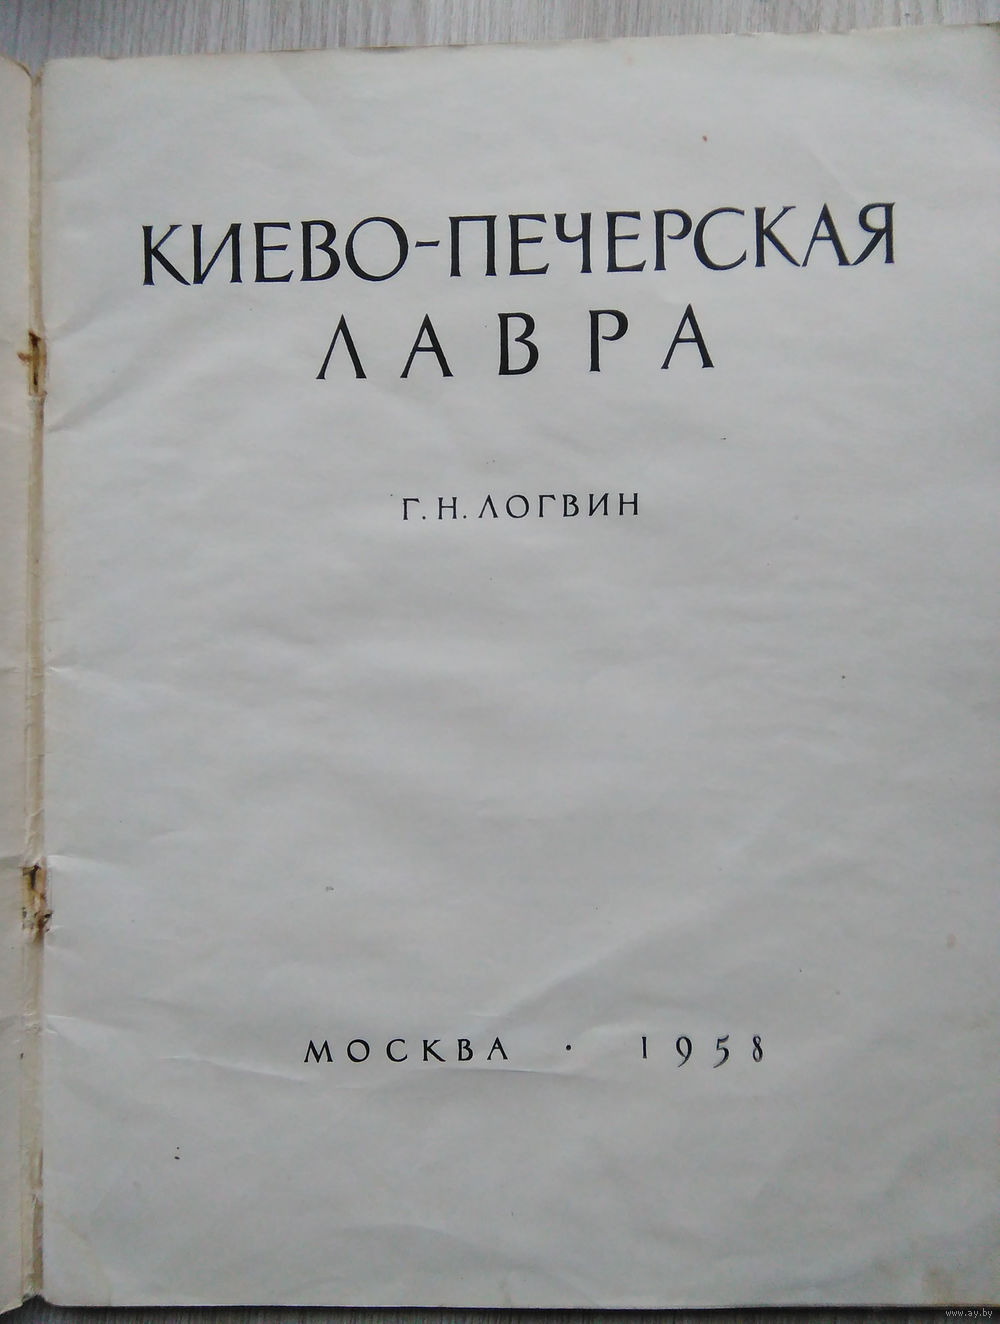 КИЕВО-ПЕЧЕРСКАЯ
ЛАВРА
Г. Н. ЛОГВИН
МОСКВА · 1958
www.ay.by